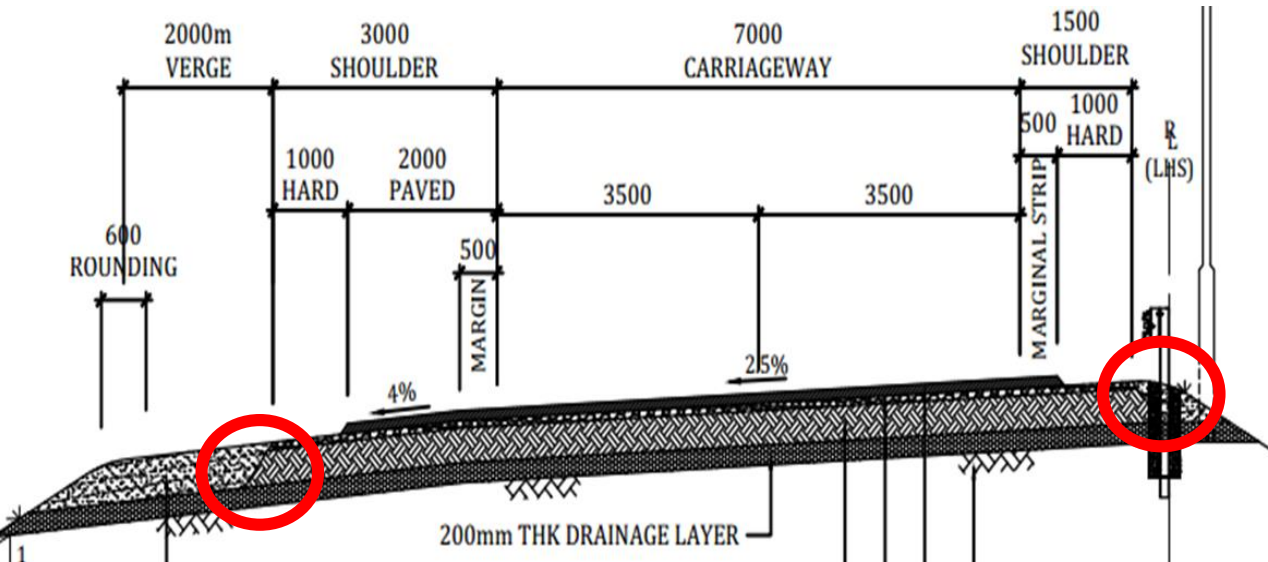 2000m
VERGE
3000
SHOULDER
7000
CARRIAGEWAY
1500
SHOULDER
1000
HARD
2000
PAVED
3500
3500
500
1000
HARD
MARGINAL STRIP
(LHS)
600
ROUNDING
500
MARGIN
4%
2.5%
200mm THK DRAINAGE LAYER
1